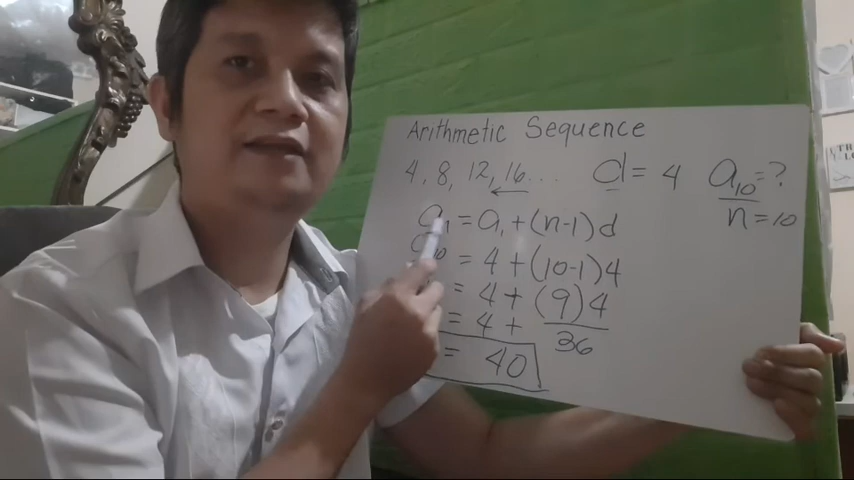 Arithmetic Sequence
4, 8, 12, 16... d = 4 a10 = ?
n = 10
an = a1 + (n-1)d
a10 = 4 + (10-1)4
= 4 + (9)4
= 4 + 36
= 40